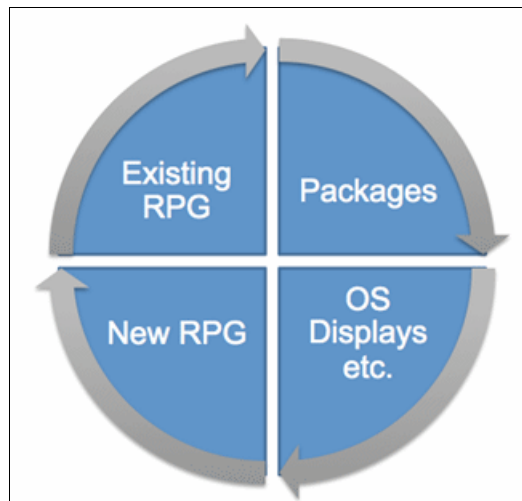 Existing
RPG
Packages
New RPG
OS
Displays
etc.